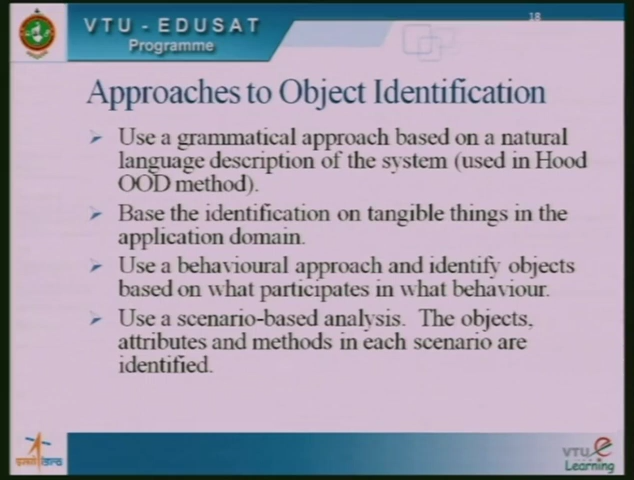 18
VTU - EDUSAT
Programme
Approaches to Object Identification
Use a grammatical approach based on a natural
language description of the system (used in Hood
OOD method).
Base the identification on tangible things in the
application domain.
Use a behavioural approach and identify objects
based on what participates in what behaviour.
Use a scenario-based analysis. The objects,
attributes and methods in each scenario are
identified.
VTU e
Learning